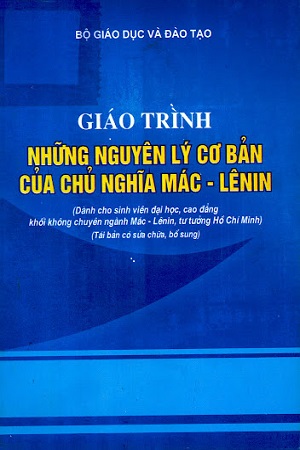 BỘ GIÁO DỤC VÀ ĐÀO TẠO
GIÁO TRÌNH
NHỮNG NGUYÊN LÝ CƠ BẢN
CỦA CHỦ NGHĨA MÁC - LÊNIN
(Dành cho sinh viên đại học, cao đẳng
khối không chuyên ngành Mác - Lênin, tư tưởng Hồ Chí Minh)
(Tái bản có sửa chữa, bổ sung)